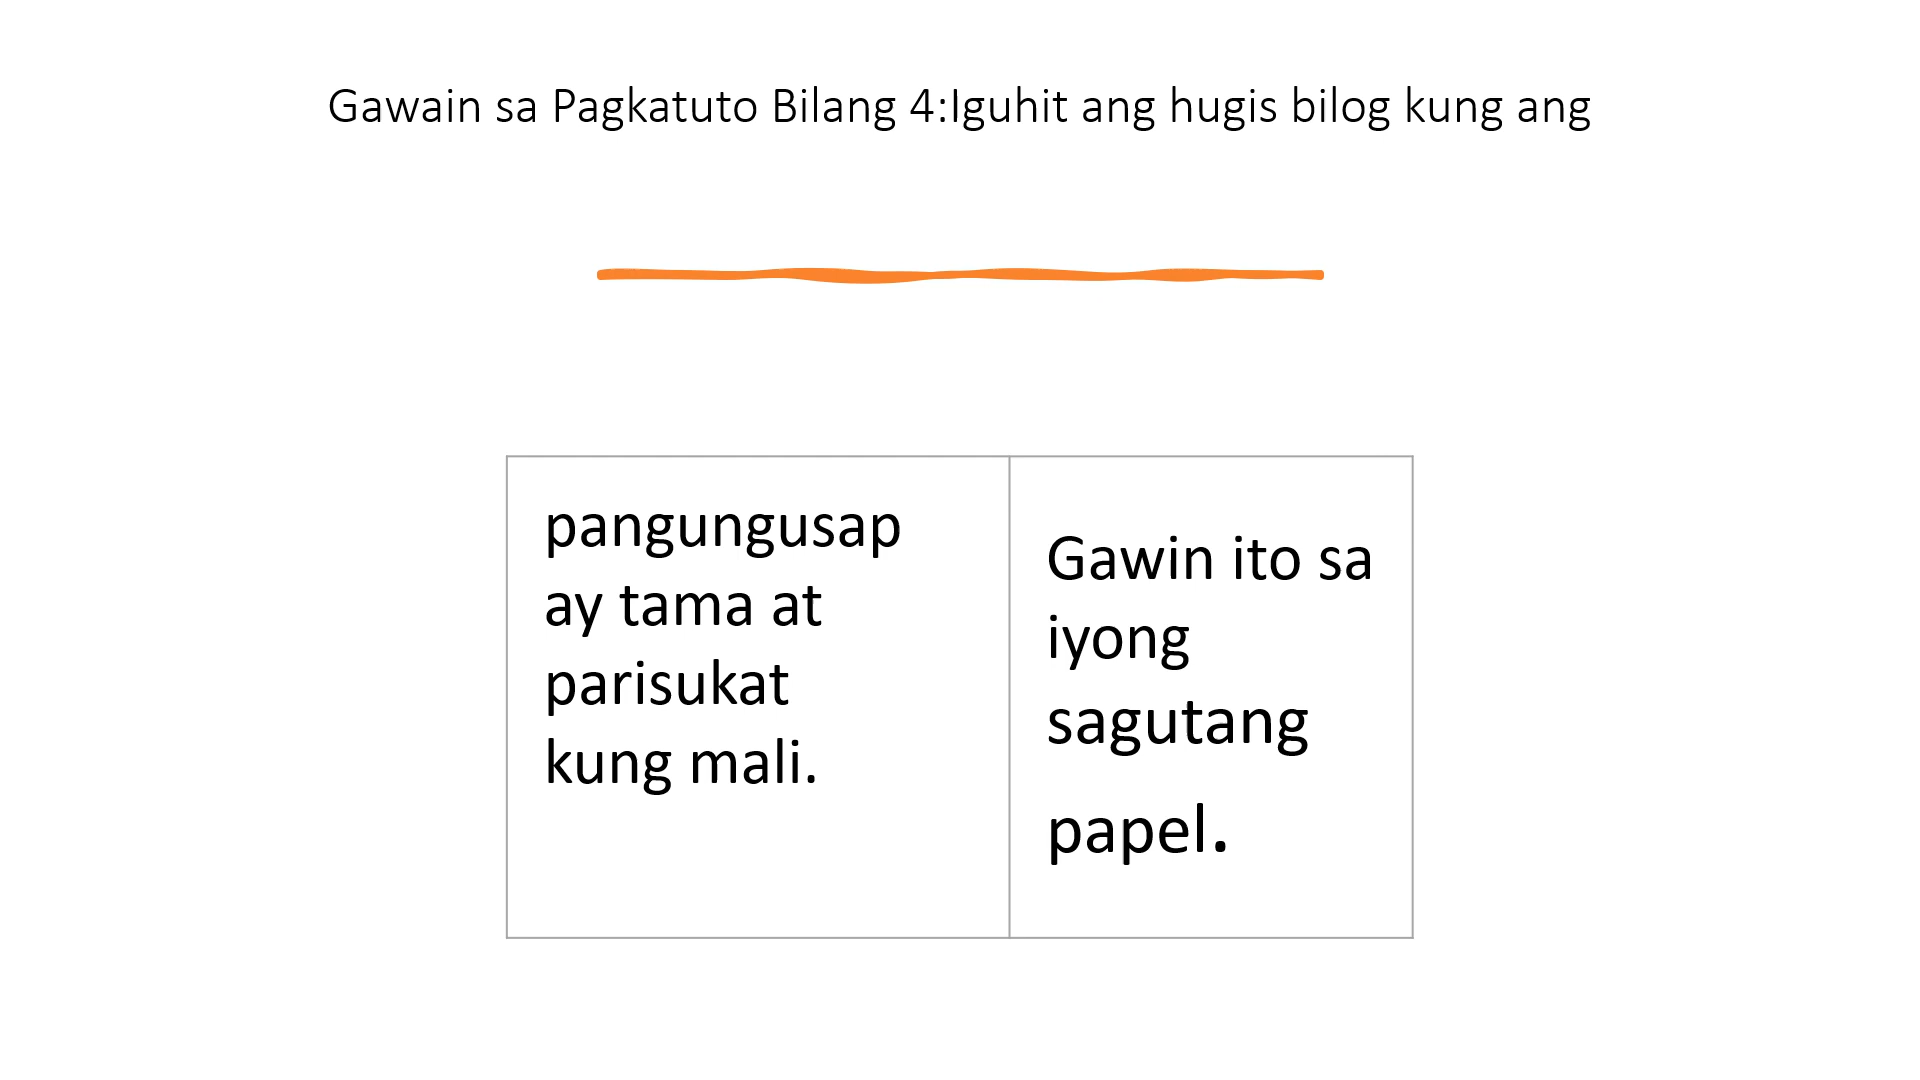 Gawain sa Pagkatuto Bilang 4:Iguhit ang hugis bilog kung ang
pangungusap
ay tama at
parisukat
kung mali.
Gawin ito sa
iyong
sagutang
papel.